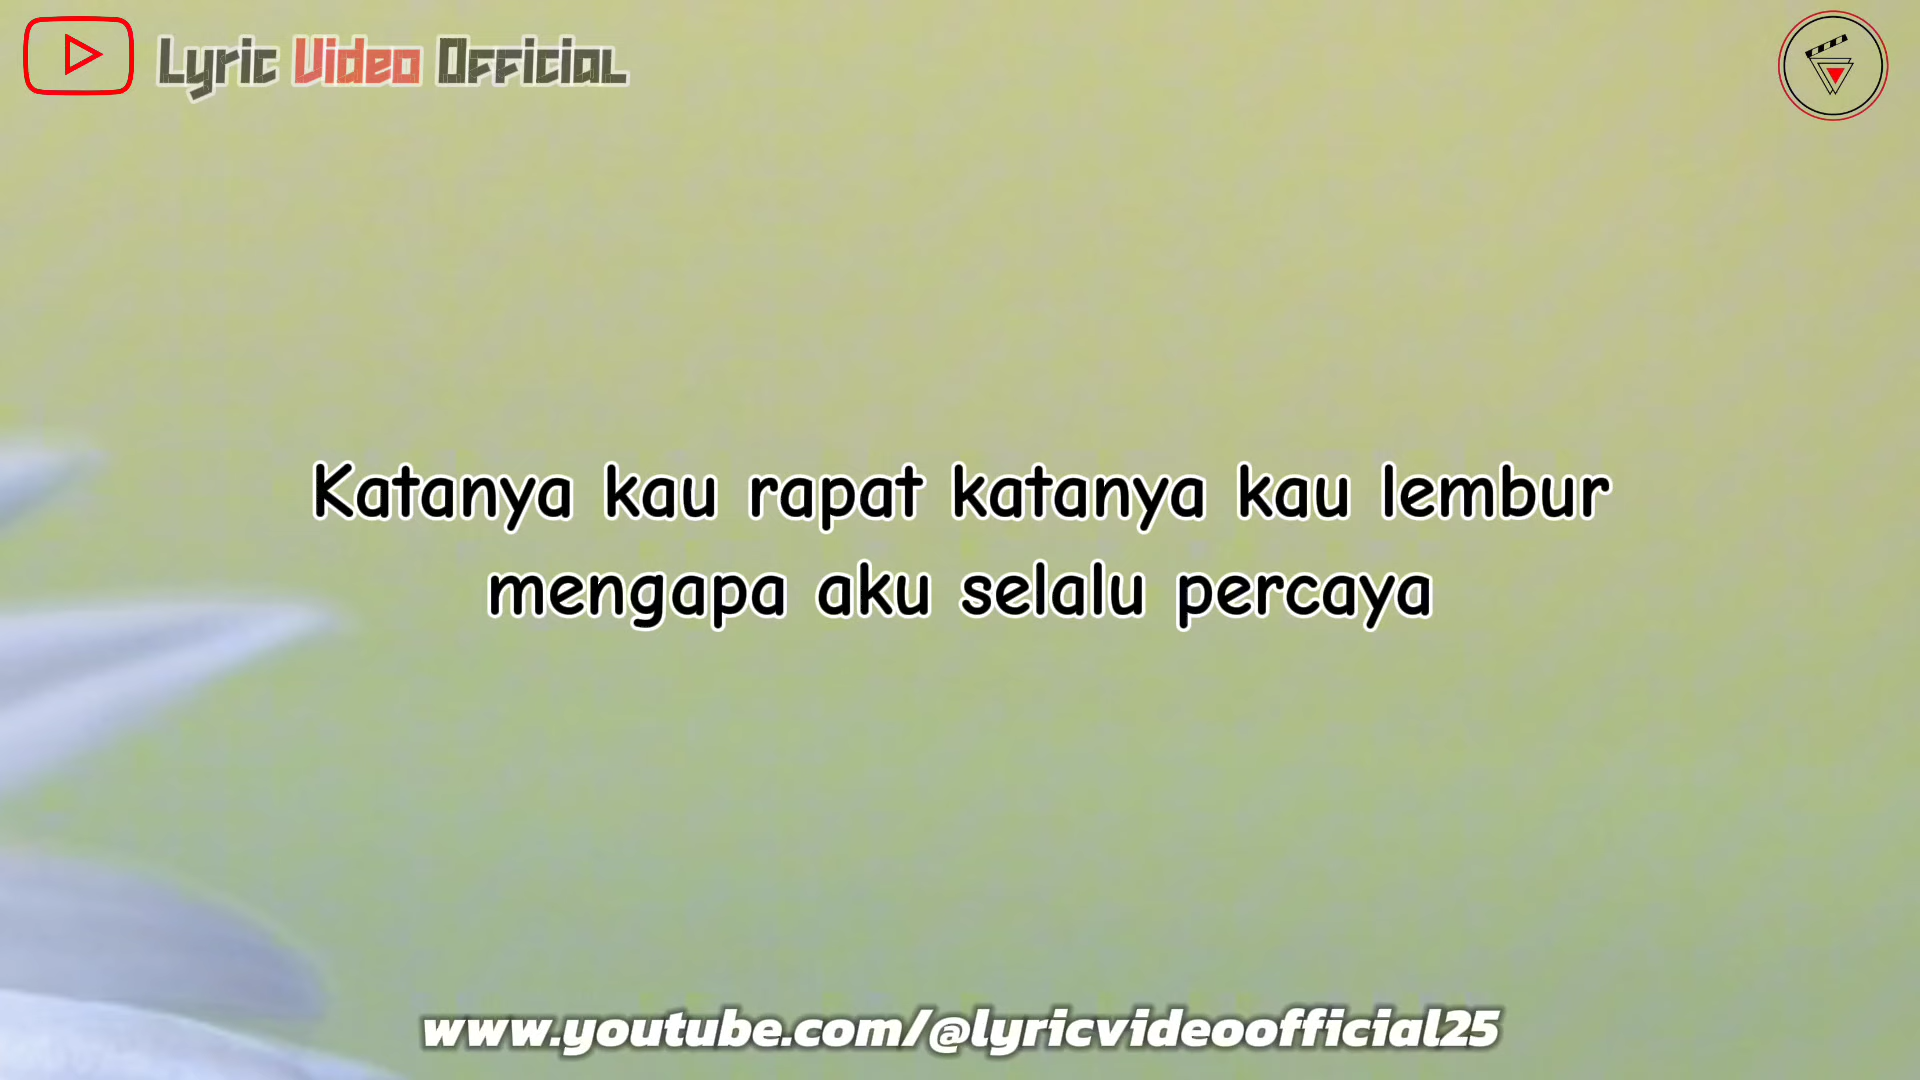 Lyric Video Official
Katanya kau rapat katanya kau lembur
mengapa aku selalu percaya
www.youtube.com/@lyricvideoofficial25